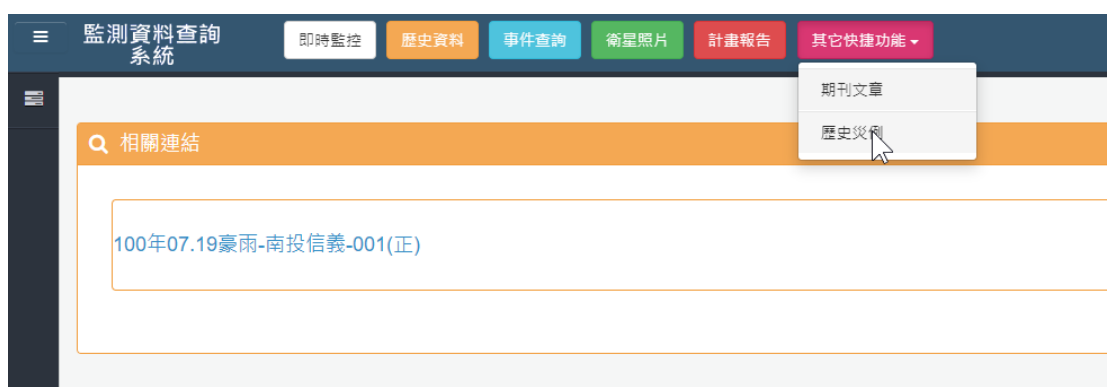 監測資料查詢
系統
即時監控 歷史資料 事件查詢 衛星照片 計畫報告 其它快捷功能
期刊文章
歷史災例
相關連結
100年07.19豪雨-南投信義-001(正)